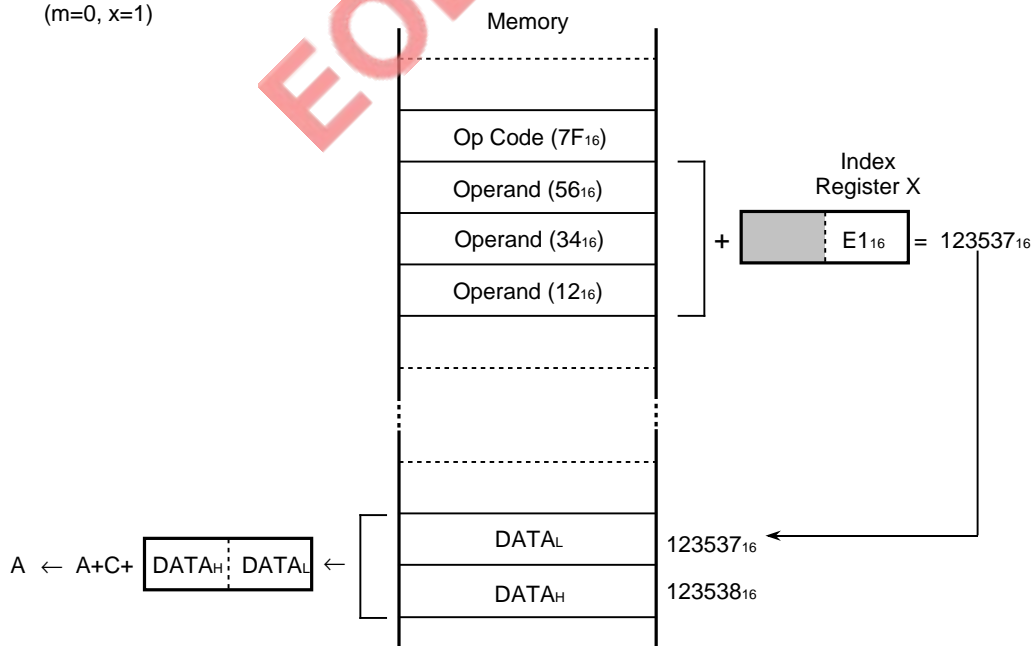 (m=0, x=1)
Memory
Op Code (7F16)
Operand (5616)
Operand (3416)
Operand (1216)
Index
Register X
+ E116 = 12353716
DATAL 12353716
DATAH 12353816
A ← A+C+ DATAH DATAL ←